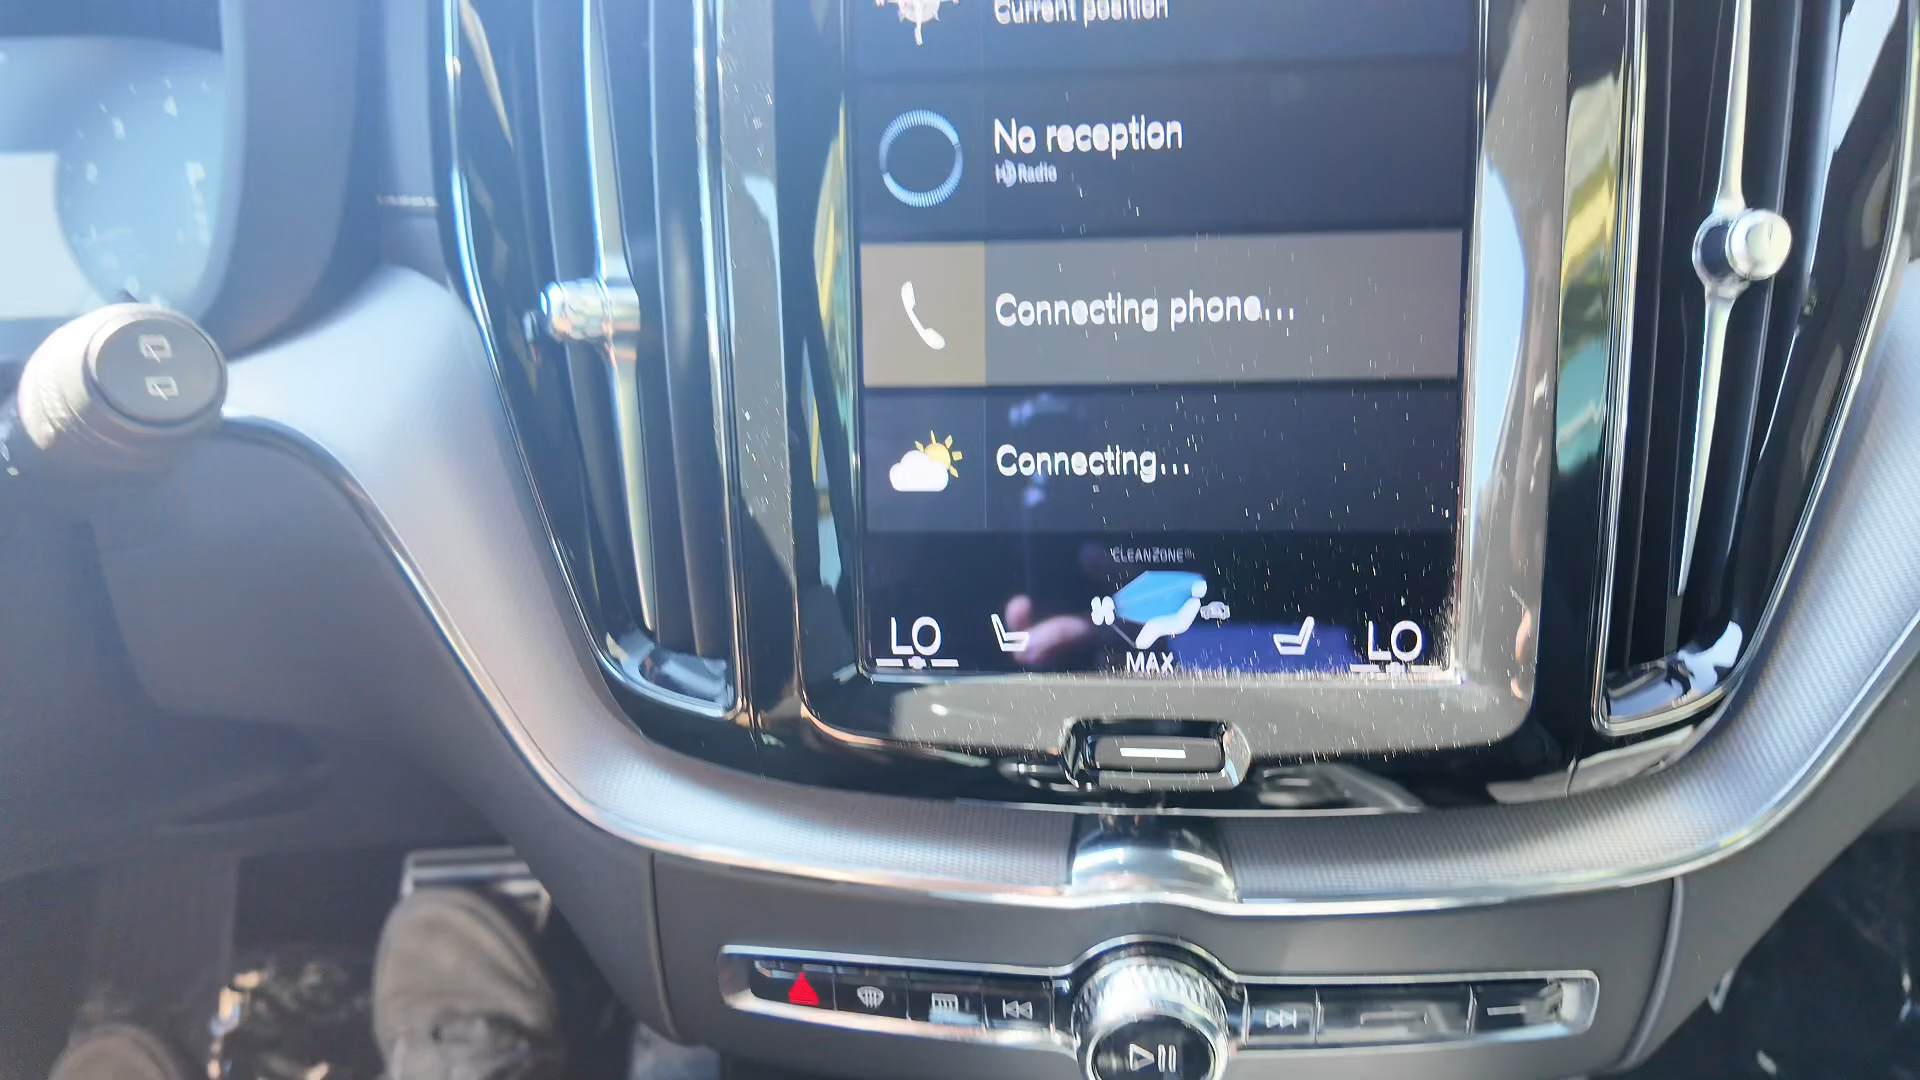 Current position
No reception
HD Radio
Connecting phone...
Connecting...
CLEANZONE
LO
LO
MAX